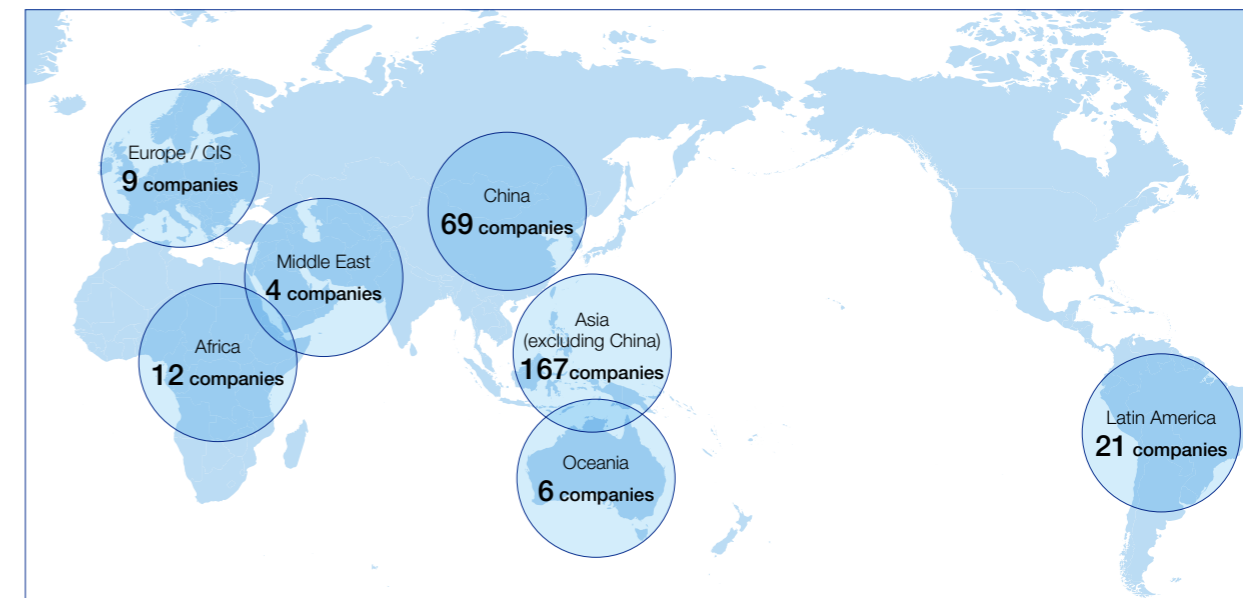 Europe / CIS
9 companies
China
69 companies
Middle East
4 companies
Asia
(excluding China)
167companies
Africa
12 companies
Latin America
21 companies
Oceania
6 companies